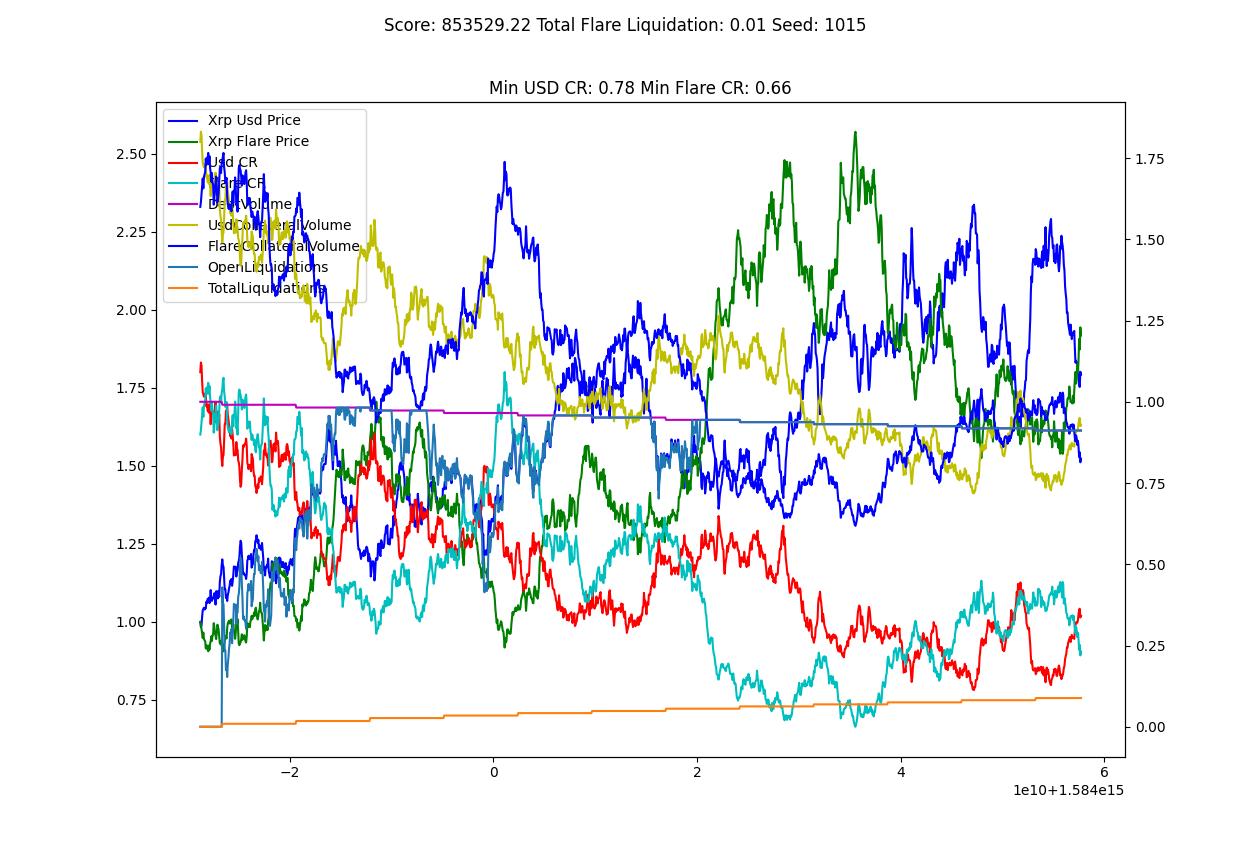 Score: 853529.22 Total Flare Liquidation: 0.01 Seed: 1015
Min USD CR: 0.78 Min Flare CR: 0.66
Xrp Usd Price
Xrp Flare Price
Usd CR
Flare CR
DebtVolume
UsdCollateralVolume
FlareCollateralVolume
OpenLiquidations
TotalLiquidations
2.50
2.25
2.00
1.75
1.50
1.25
1.00
0.75
1.75
1.50
1.25
1.00
0.75
0.50
0.25
0.00
−2 0 2 4 6
1e10+1.584e15